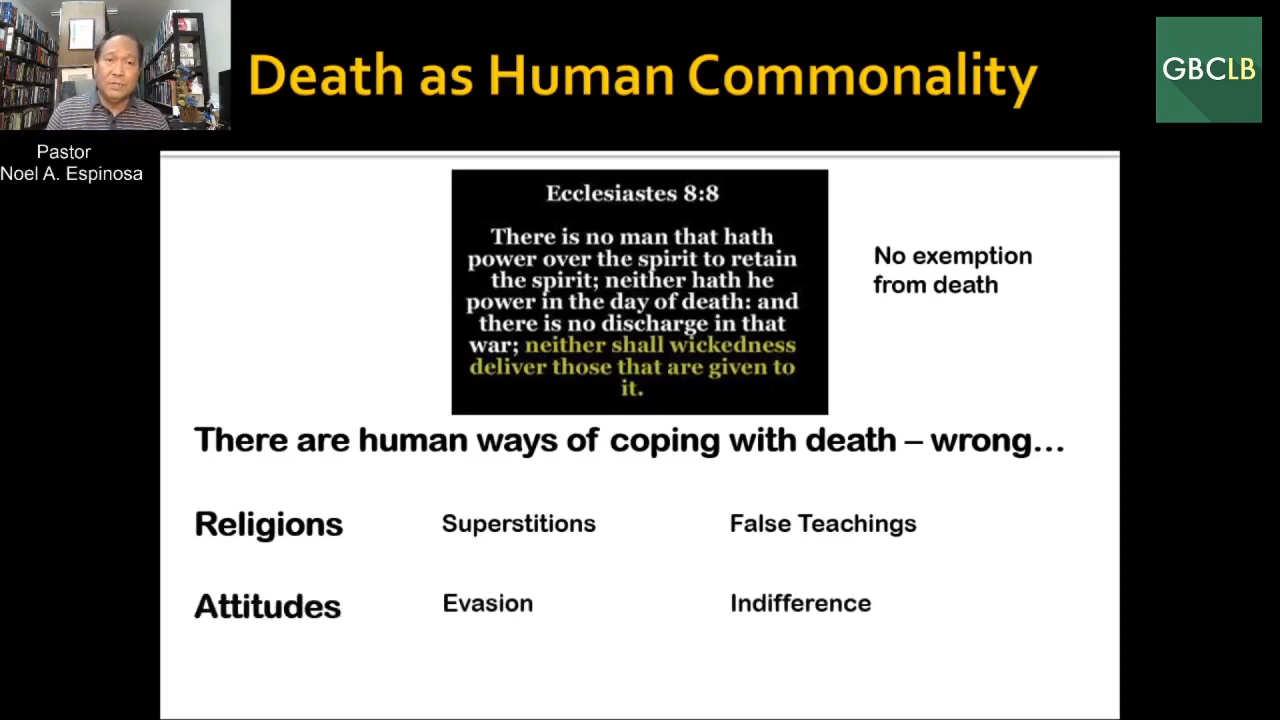 Death as Human Commonality
GBCLB
Pastor
Noel A. Espinosa
Ecclesiastes 8:8
There is no man that hath
power over the spirit to retain
the spirit; neither hath he
power in the day of death: and
there is no discharge in that
war; neither shall wickedness
deliver those that are given to
it.
No exemption
from death
There are human ways of coping with death – wrong...
Religions
Superstitions
False Teachings
Attitudes
Evasion
Indifference